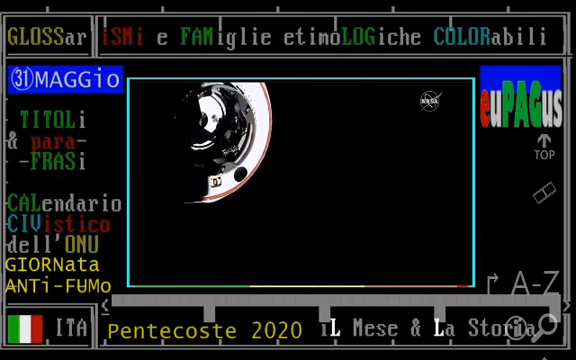 GLOSSar
iSMi e FAMiglie etimoLOGiche COLORabili
31 MAGGio
TITOLi
& para-
-FRASi
CALendario
CIVistico
dell'ONU
GIORNata
ANTi-FUMo
NASA
euPAGus
TOP
A-Z
ITA
Pentecoste 2020
iL Mese & La Storia